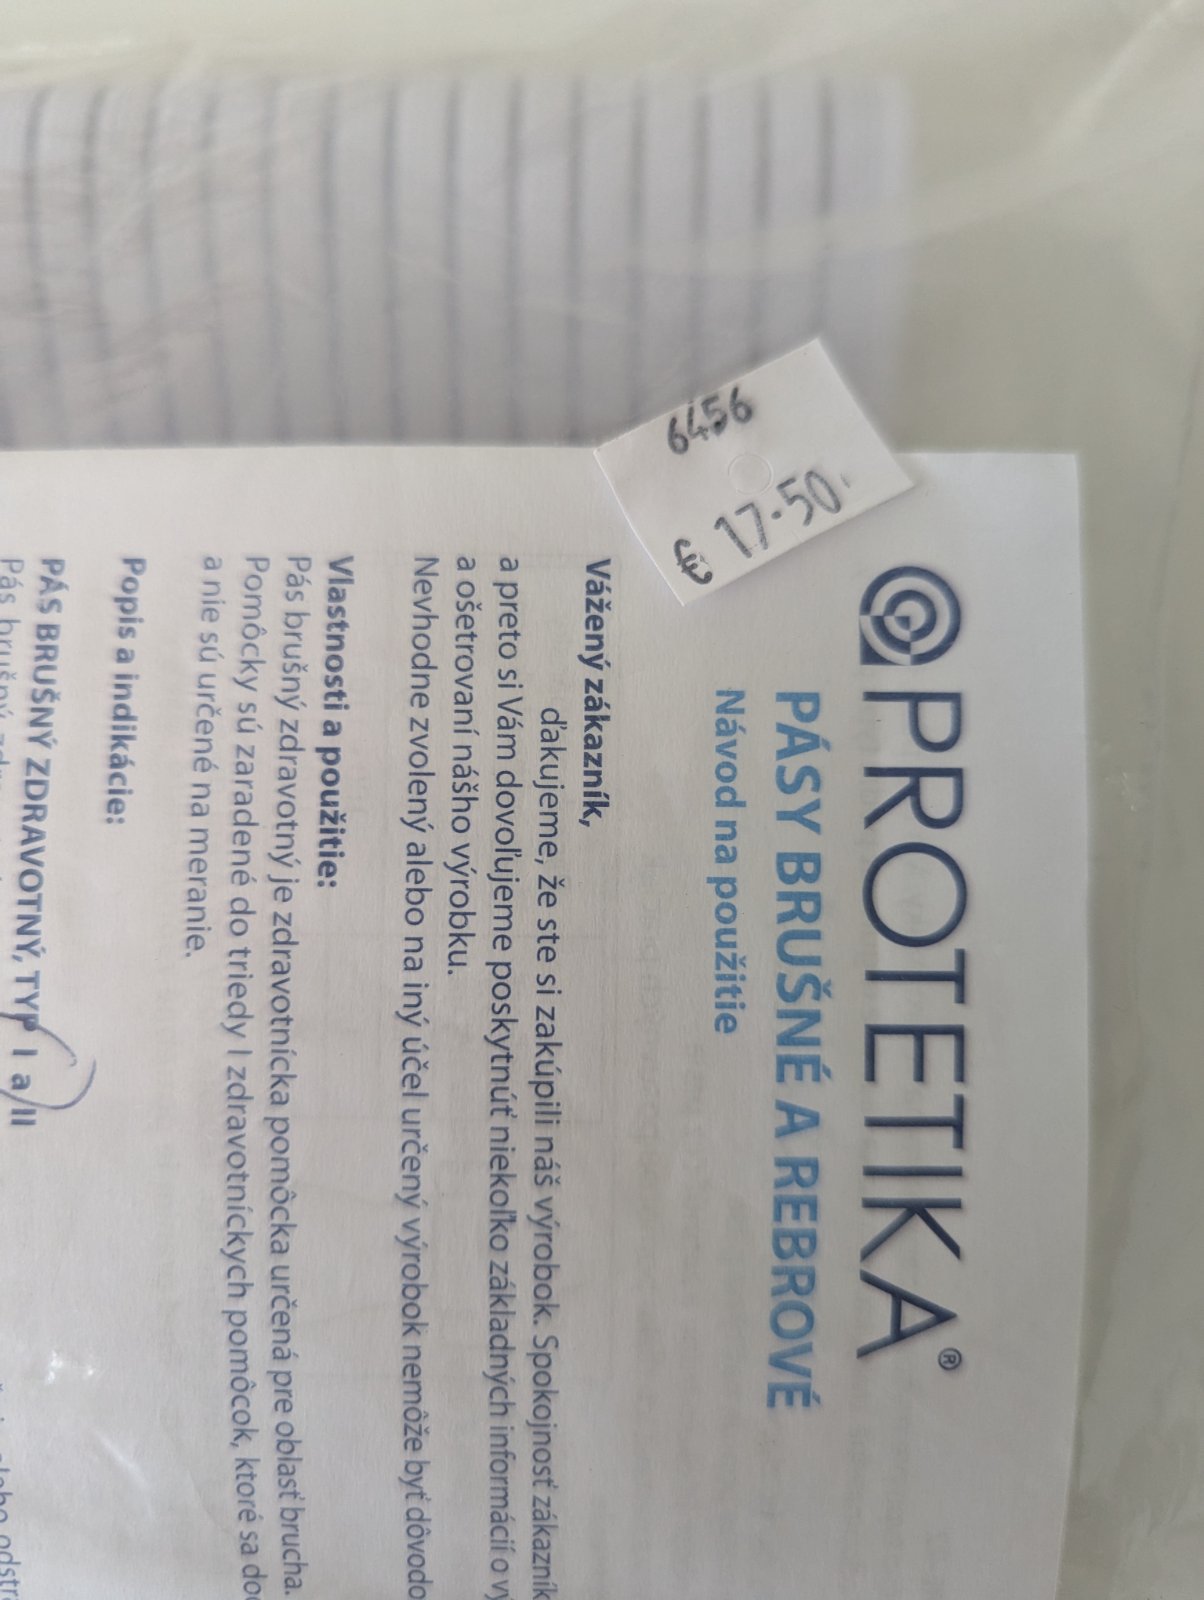 6456
€ 17.50
PROTETIKA®
PÁSY BRUŠNÉ A REBROVÉ
Návod na použitie
Vážený zákazník,
ďakujeme, že ste si zakúpili náš výrobok. Spokojnosť
a preto si Vám dovoľujeme poskytnúť niekoľko základných informácií o
a ošetrovaní nášho výrobku.
Nevhodne zvolený alebo na iný účel určený výrobok nemôže byť
Vlastnosti a použitie:
Pás brušný zdravotný je zdravotnícka pomôcka určená pre oblasť brucha.
Pomôcky sú zaradené do triedy I zdravotníckych pomôcok, ktoré sa
a nie sú určené na meranie.
Popis a indikácie:
PÁS BRUŠNÝ ZDRAVOTNÝ, TYP I a II
Pás brušný